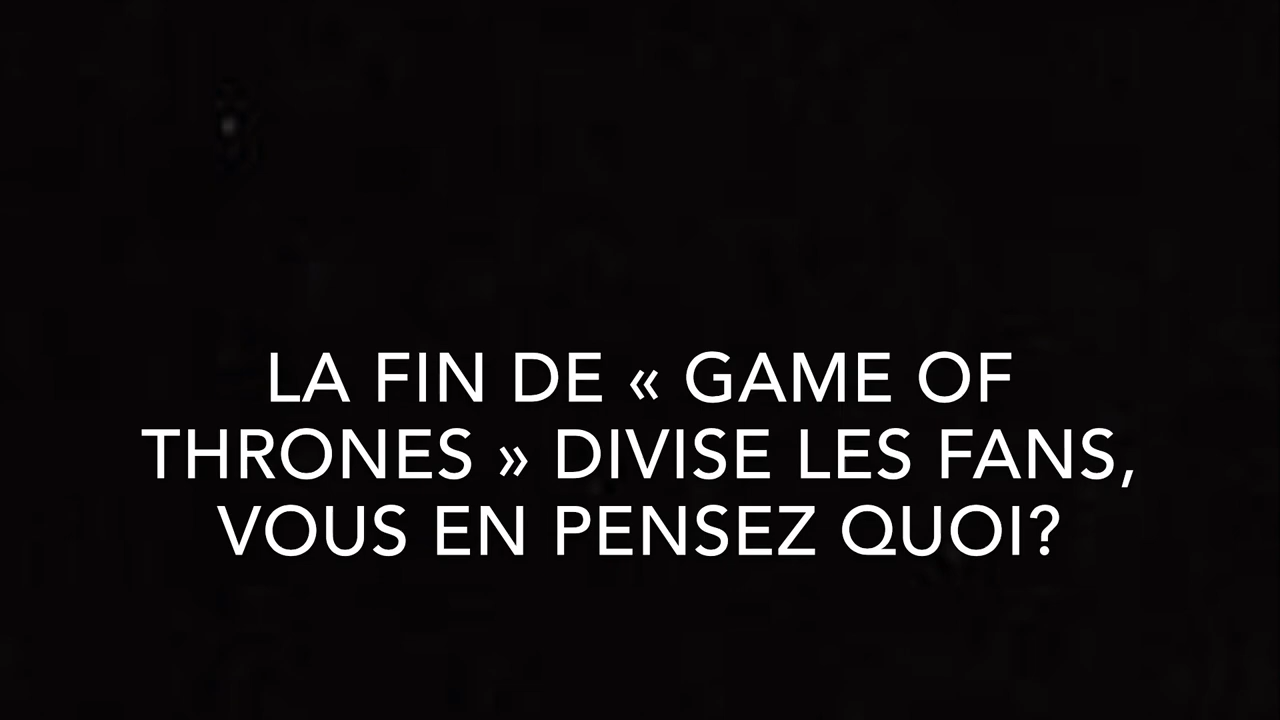 LA FIN DE « GAME OF
THRONES » DIVISE LES FANS,
VOUS EN PENSEZ QUOI?